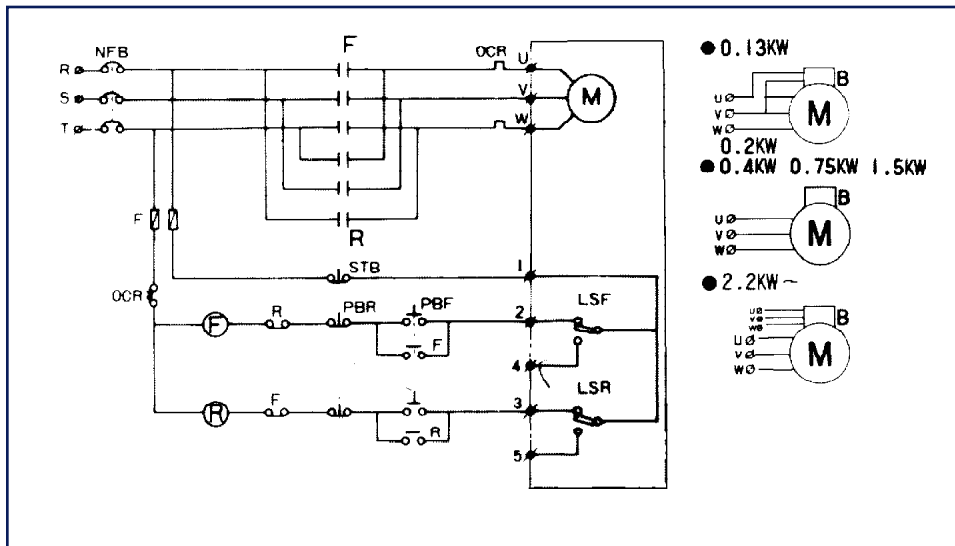 NFB
F
OCR
R
S
T
U
V
W
M
R
F
OCR
STB
1
F
R
PBR
PBF
2
F
LSF
4
R
F
R
3
LSR
5
● 0.13KW
B
U
V
W
M
0.2KW
● 0.4KW 0.75KW 1.5KW
B
U
V
W
M
● 2.2KW~
U
V
W
B
U
V
W
M